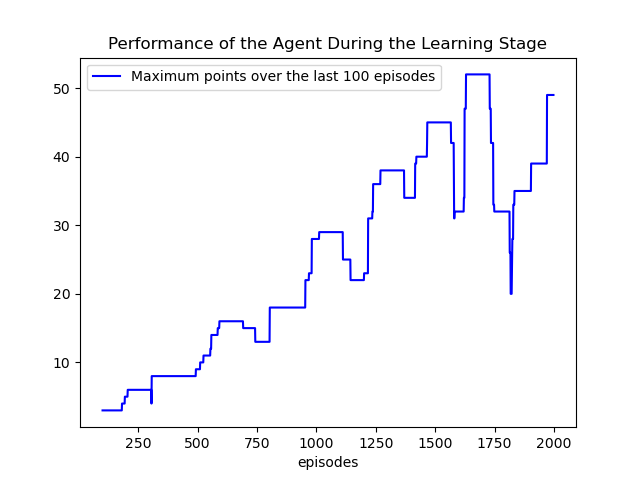 Performance of the Agent During the Learning Stage
Maximum points over the last 100 episodes
50
40
30
20
10
250 500 750 1000 1250 1500 1750 2000
episodes